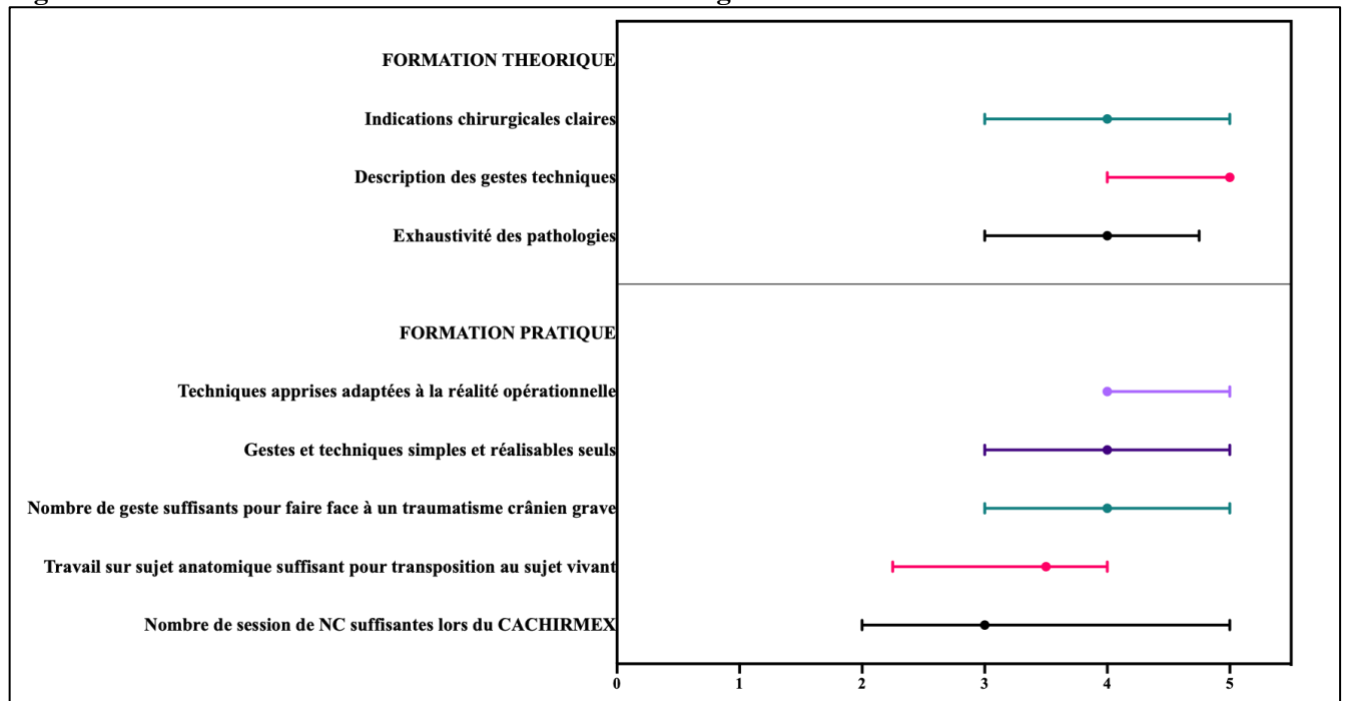 FORMATION THEORIQUE
Indications chirurgicales claires
Description des gestes techniques
Exhaustivité des pathologies
FORMATION PRATIQUE
Techniques apprises adaptées à la réalité opérationnelle
Gestes et techniques simples et réalisables seuls
Nombre de geste suffisants pour faire face à un traumatisme crânien grave
Travail sur sujet anatomique suffisant pour transposition au sujet vivant
Nombre de session de NC suffisantes lors du CACHIRMEX
0 1 2 3 4 5